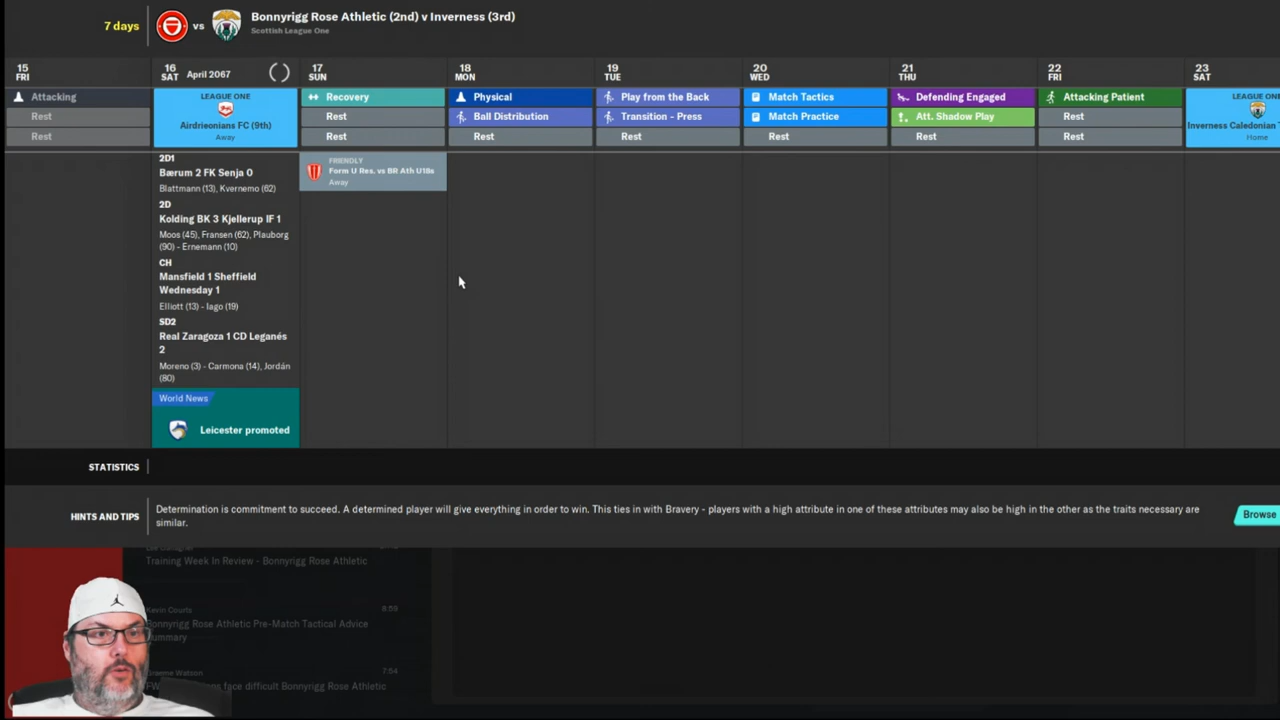 7 days
vs
Bonnyrigg Rose Athletic (2nd) v Inverness (3rd)
Scottish League One
15
FRI
16
SAT
April 2067
17
SUN
18
MON
19
TUE
20
WED
21
THU
22
FRI
23
SAT
Attacking
Rest
Rest
LEAGUE ONE
Airdrieonians FC (9th)
Away
Recovery
Rest
Rest
Physical
Ball Distribution
Rest
Play from the Back
Transition - Press
Rest
Match Tactics
Match Practice
Rest
Defending Engaged
Att. Shadow Play
Rest
Attacking Patient
Rest
Rest
LEAGUE ONE
Inverness Caledonian
Home
2D1
Bærum 2 FK Senja 0
Blattmann (13), Kvernemo (62)
2D
Kolding BK 3 Kjellerup IF 1
Moos (45), Fransen (62), Plauborg
(90) - Ernemann (10)
CH
Mansfield 1 Sheffield
Wednesday 1
Elliott (13) - Iago (19)
SD2
Real Zaragoza 1 CD Leganés
2
Moreno (3) - Carmona (14), Jordán
(80)
World News
Leicester promoted
FRIENDLY
Form U Res. vs BR Ath U18s
Away
STATISTICS
HINTS AND TIPS
Determination is commitment to succeed. A determined player will give everything in order to win. This ties in with Bravery - players with a high attribute in one of these attributes may also be high in the other as the traits necessary are
similar.
Browse
Training Week In Review - Bonnyrigg Rose Athletic
Kevin Courts
6:59
Bonnyrigg Rose Athletic Pre-Match Tactical Advice
Summary
Graeme Watson
7:54
face difficult Bonnyrigg Rose Athletic